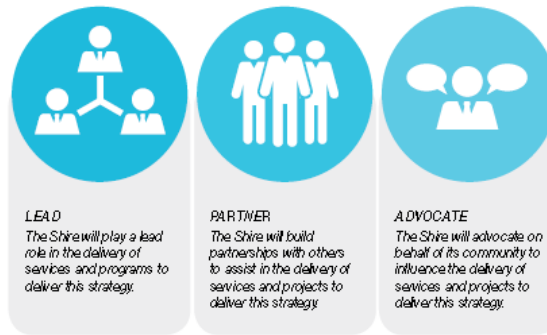 LEAD
The Shire will play a lead
role in the delivery of
services and programs to
deliver this strategy.
PARTNER
The Shire will build
partnerships with others
to assist in the delivery of
services and projects to
deliver this strategy.
ADVOCATE
The Shire will advocate on
behalf of its community to
influence the delivery of
services and projects to
deliver this strategy.